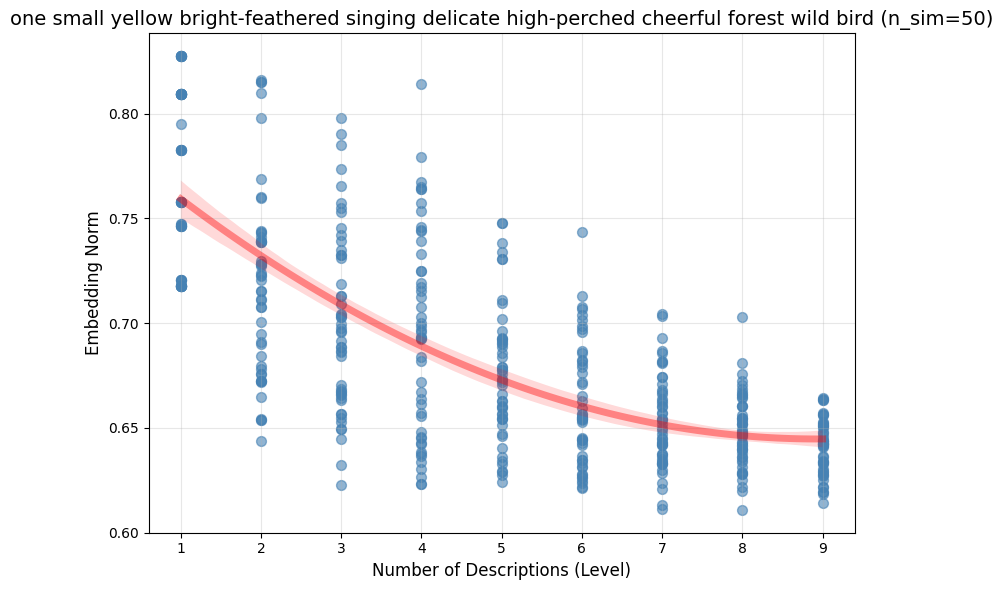 one small yellow bright-feathered singing delicate high-perched cheerful forest wild bird (n_sim=50)
0.80
0.75
0.70
0.65
0.60
Embedding Norm
1 2 3 4 5 6 7 8 9
Number of Descriptions (Level)